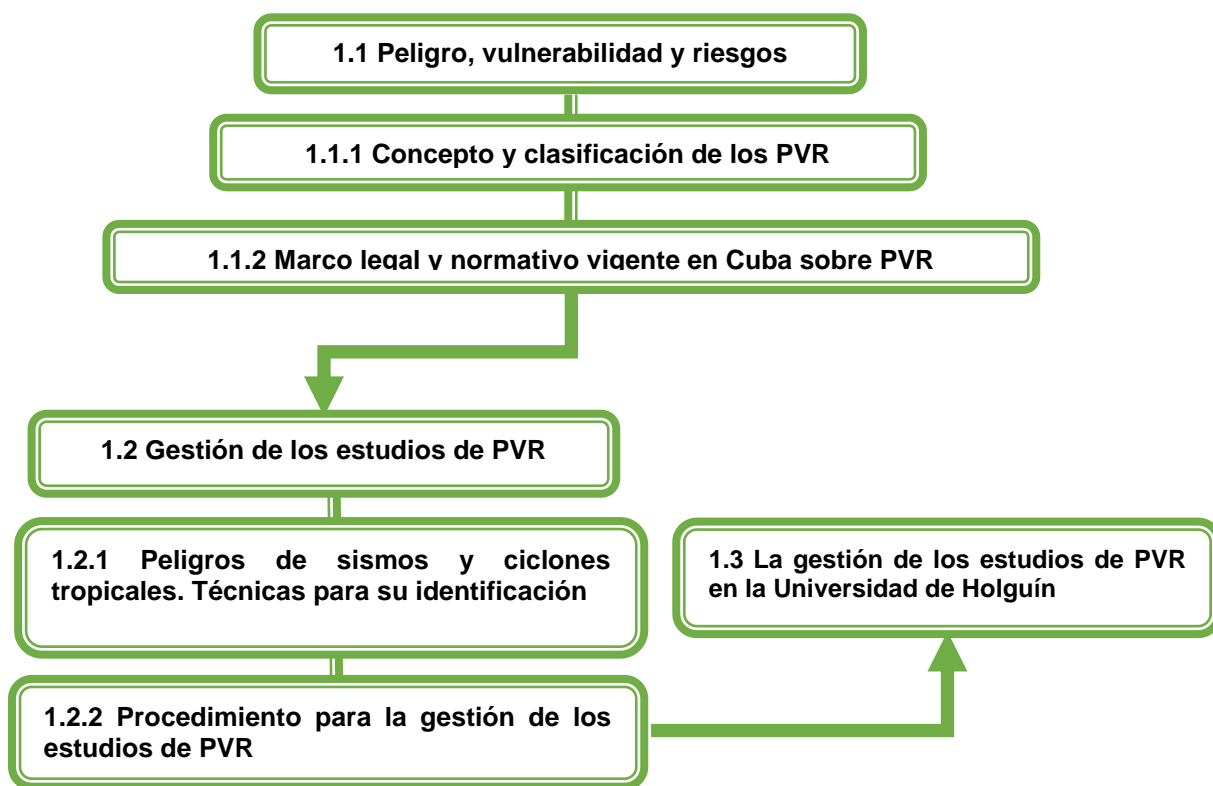 1.1 Peligro, vulnerabilidad y riesgos
1.1.1 Concepto y clasificación de los PVR
1.1.2 Marco legal y normativo vigente en Cuba sobre PVR
1.2 Gestión de los estudios de PVR
1.2.1 Peligros de sismos y ciclones
tropicales. Técnicas para su identificación
1.2.2 Procedimiento para la gestión de los
estudios de PVR
1.3 La gestión de los estudios de PVR
en la Universidad de Holguín